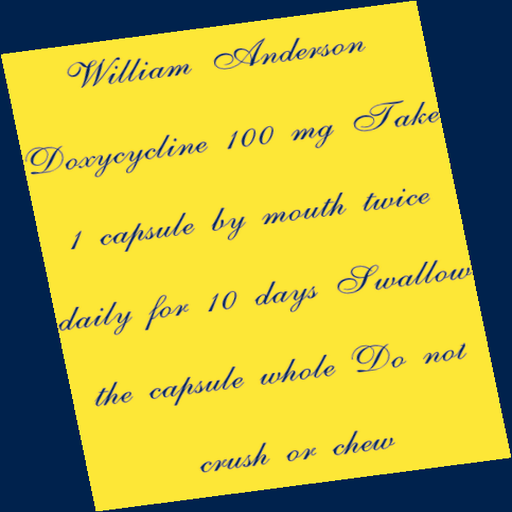 William Anderson
Doxycycline 100 mg Take
1 capsule by mouth twice
daily for 10 days Swallow
the capsule whole Do not
crush or chew